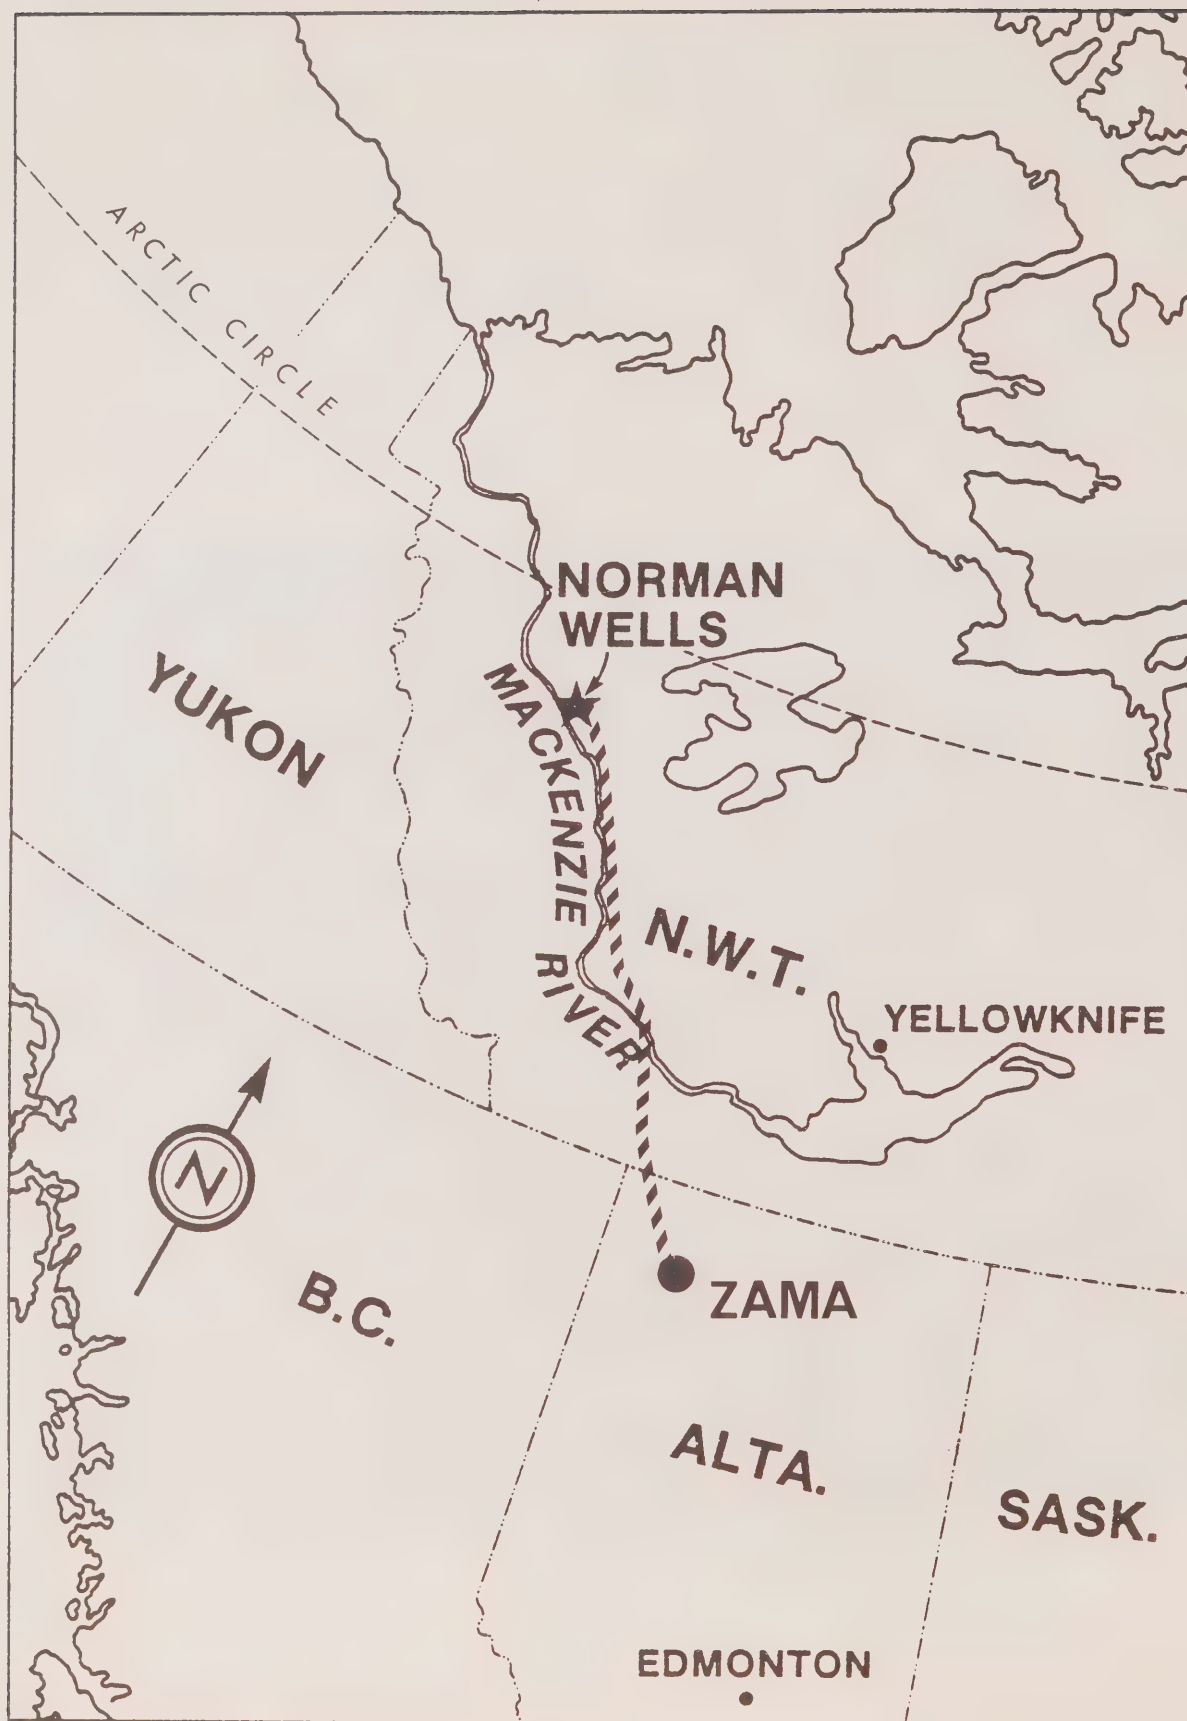 ARCTIC CIRCLE
NORMAN
WELLS
YUKON
MACKENZIE RIVER
N.W.T.
YELLOWKNIFE
N
B.C.
ZAMA
ALTA.
SASK.
EDMONTON